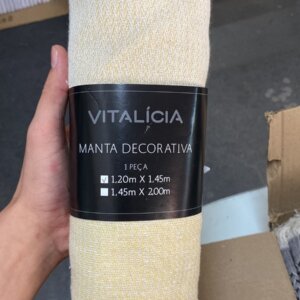 VITALÍCIA
MANTA DECORATIVA
1 PEÇA
1.20m X 1.45m
1.45m X 2.00m